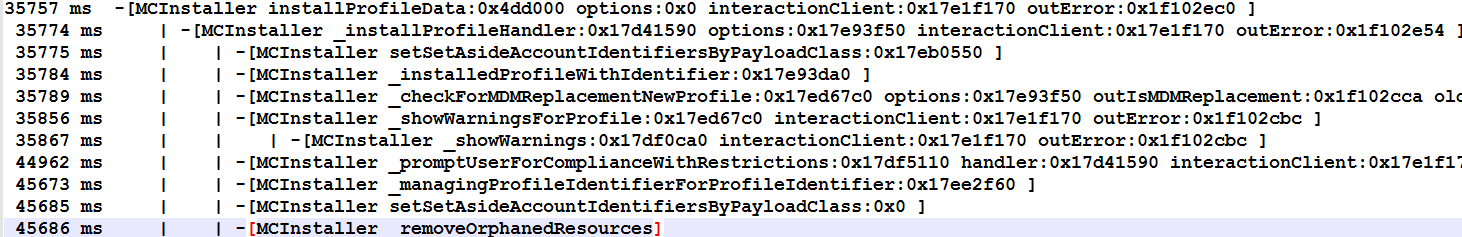 35757 ms  -[MCInstaller installProfileData:0x4dd000 options:0x0 interactionClient:0x17e1f170 outError:0x1f102ec0 ]
35774 ms     | -[MCInstaller _installProfileHandler:0x17d41590 options:0x17e93f50 interactionClient:0x17e1f170 outError:0x1f102e54 ]
35775 ms     |    | -[MCInstaller setSetAsideAccountIdentifiersByPayloadClass:0x17eb0550 ]
35784 ms     |    | -[MCInstaller _installedProfileWithIdentifier:0x17e93da0 ]
35789 ms     |    | -[MCInstaller _checkForMDMReplacementNewProfile:0x17ed67c0 options:0x17e93f50 outIsMDMReplacement:0x1f102cca old
35856 ms     |    | -[MCInstaller _showWarningsForProfile:0x17ed67c0 interactionClient:0x17e1f170 outError:0x1f102cbc ]
35867 ms     |    |    | -[MCInstaller _showWarnings:0x17df0ca0 interactionClient:0x17e1f170 outError:0x1f102cbc ]
44962 ms     |    | -[MCInstaller _promptUserForComplianceWithRestrictions:0x17df5110 handler:0x17d41590 interactionClient:0x17e1f17
45673 ms     |    | -[MCInstaller _managingProfileIdentifierForProfileIdentifier:0x17ee2f60 ]
45685 ms     |    | -[MCInstaller setSetAsideAccountIdentifiersByPayloadClass:0x0 ]
45686 ms     |    | -[MCInstaller _removeOrphanedResources]